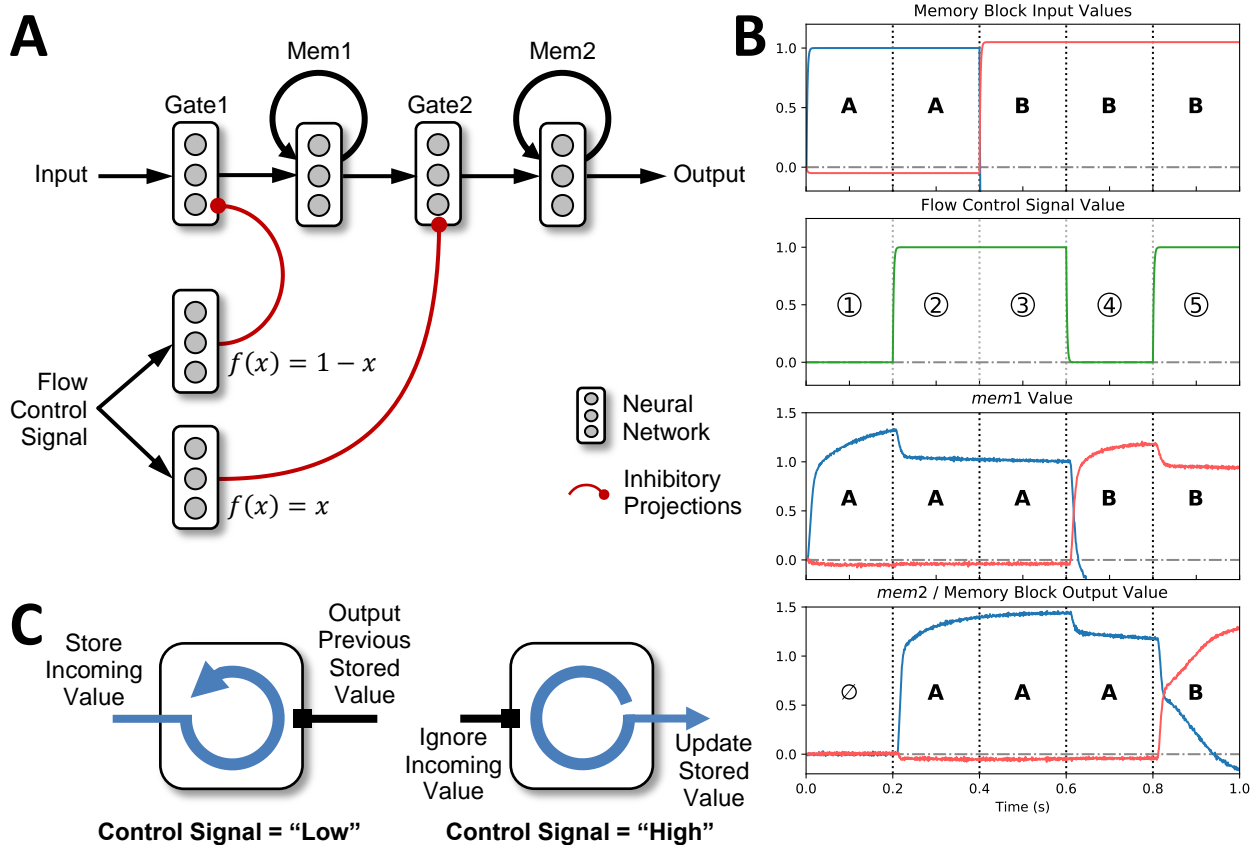 A
Mem1
Mem2
Gate1
Gate2
Input
Output
f(x) = 1 − x
Flow
Control
Signal
f(x) = x
Neural
Network
Inhibitory
Projections
B
Memory Block Input Values
1.0
0.5
0.0
A
A
B
B
B
Flow Control Signal Value
1.0
0.5
0.0
①
②
③
④
⑤
mem1 Value
1.5
1.0
0.5
0.0
A
A
A
B
B
mem2 / Memory Block Output Value
1.5
1.0
0.5
0.0
∅
A
A
A
B
0.0
0.2
0.4
0.6
0.8
1.0
Time (s)
C
Store
Incoming
Value
Output
Previous
Stored
Value
Control Signal = “Low”
Ignore
Incoming
Value
Update
Stored
Value
Control Signal = “High”